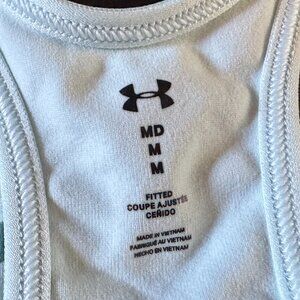 MD
M
M
FITTED
COUPE AJUSTÉE
CEÑIDO
MADE IN VIETNAM
FABRIQUÉ AU VIETNAM
HECHO EN VIETNAM